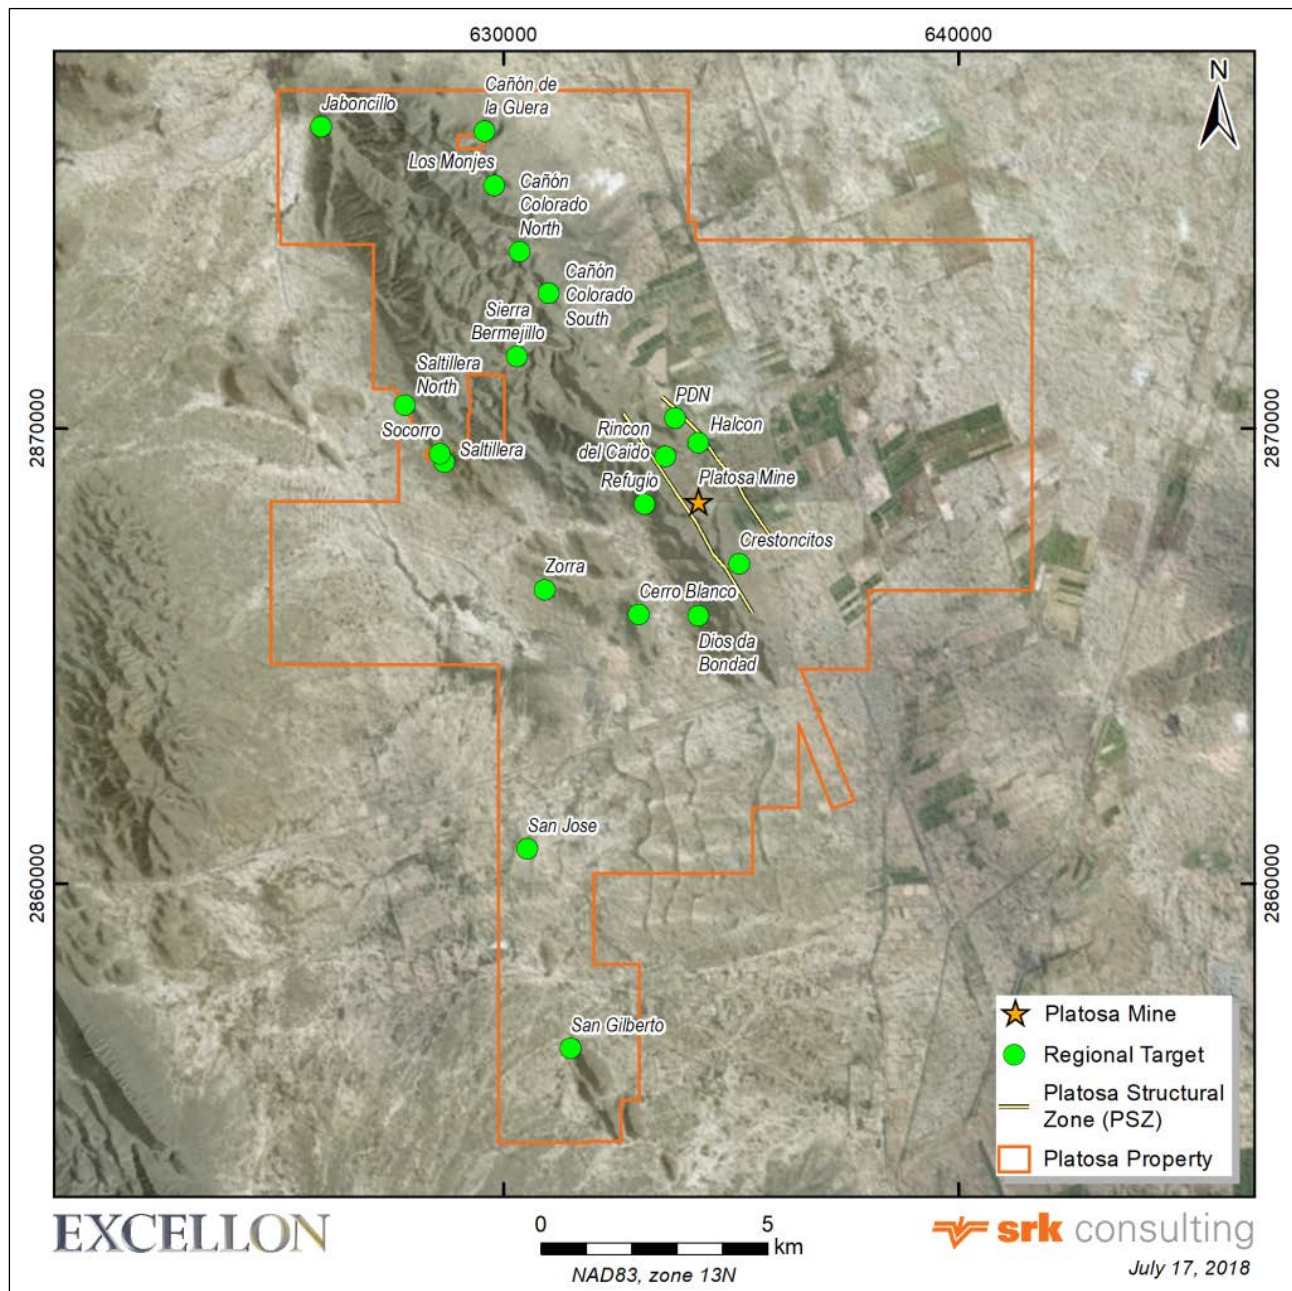 630000
640000
N
Cañón de
la Güera
Jaboncillo
Los Monjes
Cañón
Colorado
North
Cañón
Colorado
South
Sierra
Bermejillo
Saltillera
North
Socorro
Saltillera
PDN
Halcon
Rincon
del Caido
Platosa Mine
Refugio
Crestoncitos
Zorra
Cerro Blanco
Dios da
Bondad
San Jose
San Gilberto
2870000
2870000
2860000
2860000
Platosa Mine
Regional Target
Platosa Structural
Zone (PSZ)
Platosa Property
EXCELLON
0 5
km
NAD83, zone 13N
srk consulting
July 17, 2018